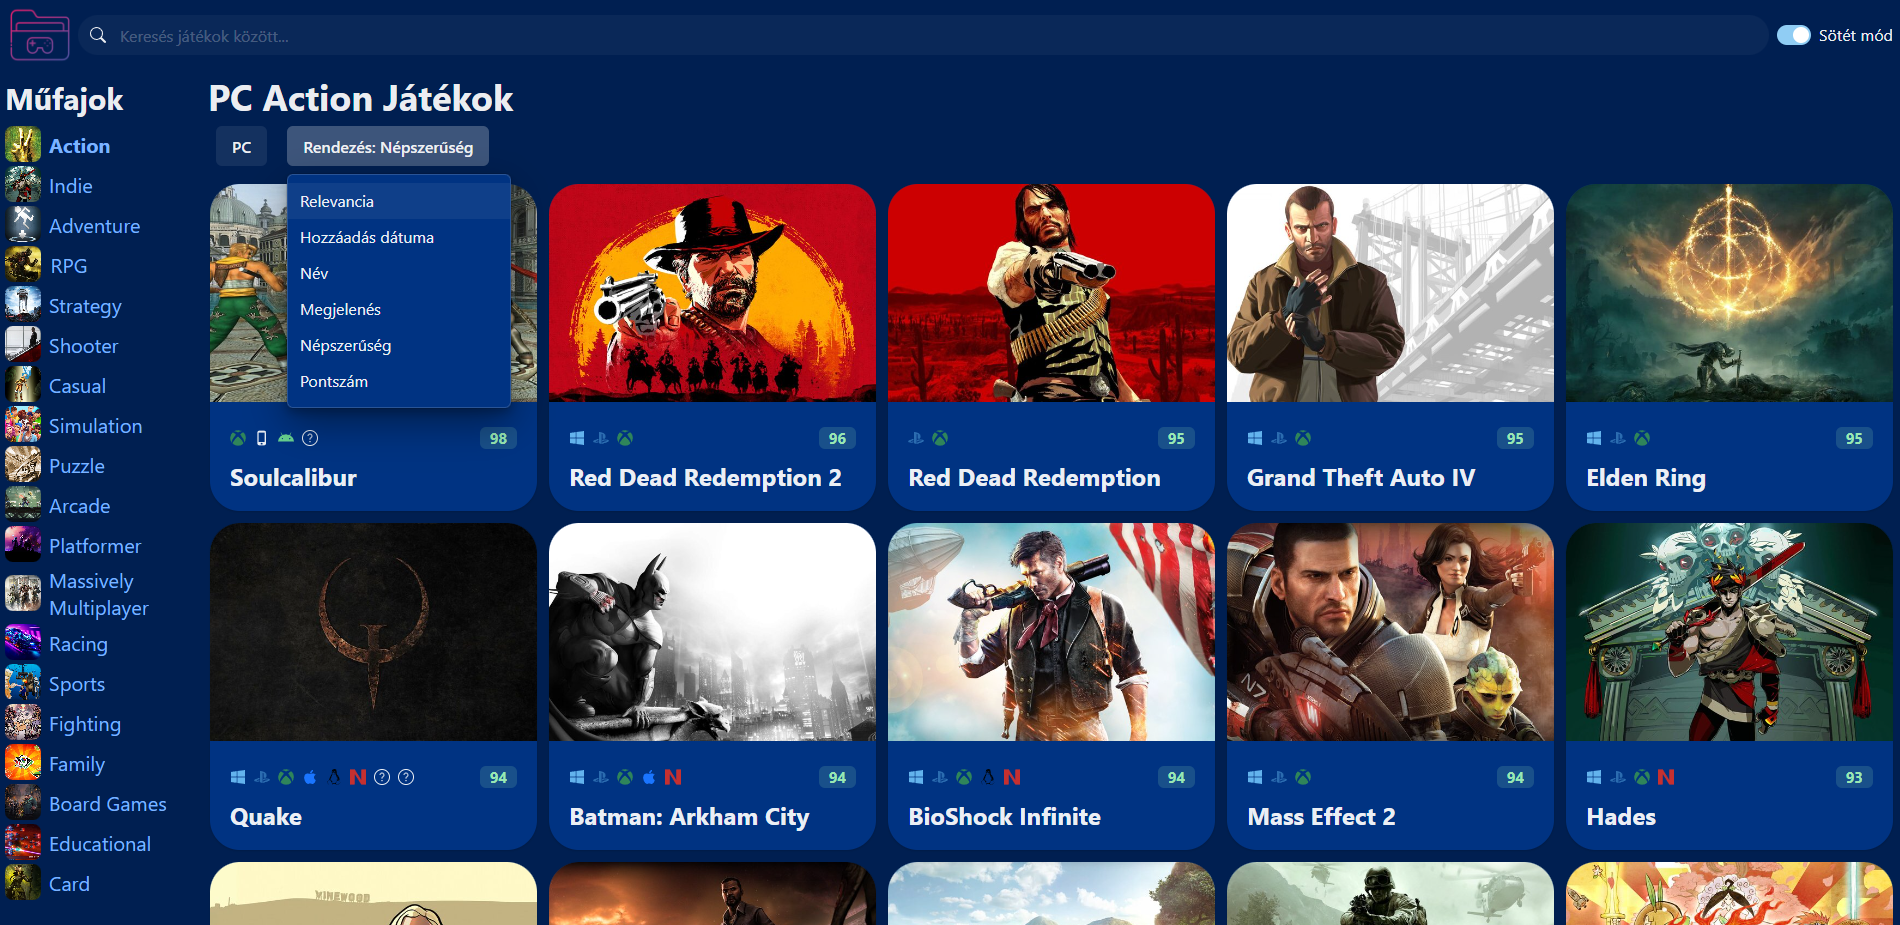 Keresés játékok között...
Sötét mód
Műfajok
Action
Indie
Adventure
RPG
Strategy
Shooter
Casual
Simulation
Puzzle
Arcade
Platformer
Massively
Multiplayer
Racing
Sports
Fighting
Family
Board Games
Educational
Card
PC Action Játékok
PC
Rendezés: Népszerűség
Relevancia
Hozzáadás dátuma
Név
Megjelenés
Népszerűség
Pontszám
98
Soulcalibur
96
Red Dead Redemption 2
95
Red Dead Redemption
95
Grand Theft Auto IV
95
Elden Ring
94
Quake
94
Batman: Arkham City
94
BioShock Infinite
N7
94
Mass Effect 2
93
Hades
VINEWOOD